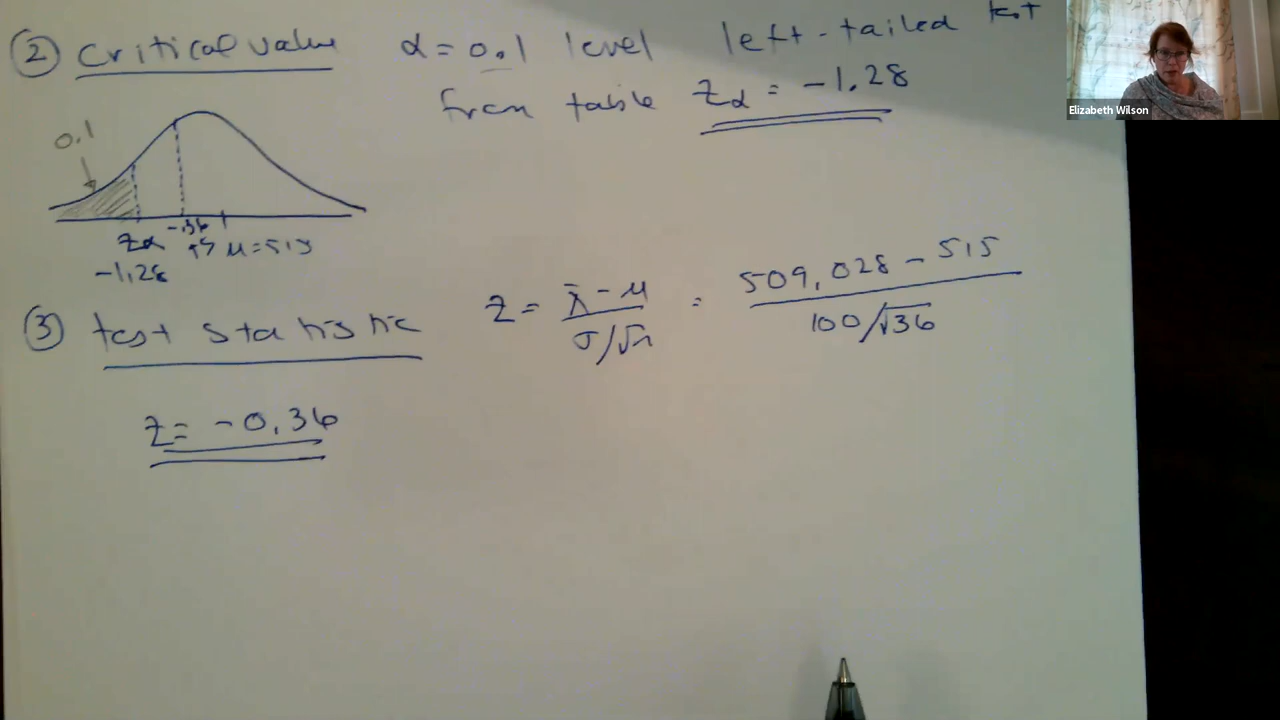 ② Critical value α = 0.1 level left-tailed test
from table zα = -1.28
0.1
zα -.36 μ=515
-1.28
③ test statistic z = x̄ - μ / σ/√n = 509.028 - 515 / 100/√36
z = -0.36
Elizabeth Wilson